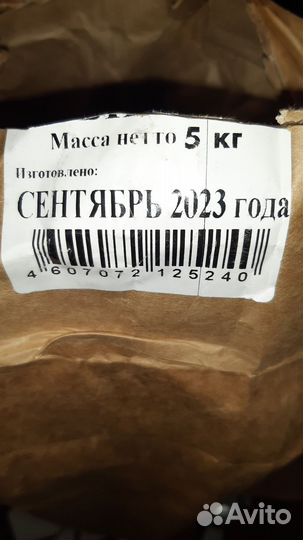 Масса нетто 5 кг
Изготовлено:
СЕНТЯБРЬ 2023 года
4 607072 125240
Avito